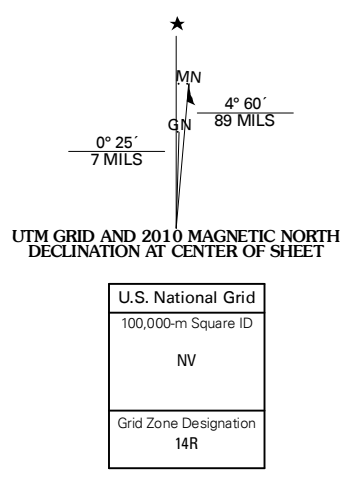 MN
4° 60´
89 MILS
GN
0° 25´
7 MILS
UTM GRID AND 2010 MAGNETIC NORTH
DECLINATION AT CENTER OF SHEET
U.S. National Grid
100,000-m Square ID
NV
Grid Zone Designation
14R